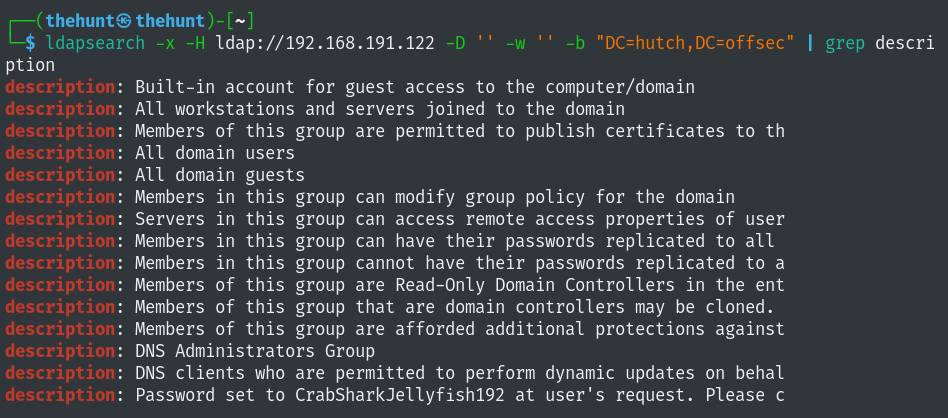 ┌──(thehunt㉿thehunt)-[~]
└─$ ldapsearch -x -H ldap://192.168.191.122 -D '' -w '' -b "DC=hutch,DC=offsec" | grep descri
ption
description: Built-in account for guest access to the computer/domain
description: All workstations and servers joined to the domain
description: Members of this group are permitted to publish certificates to th
description: All domain users
description: All domain guests
description: Members in this group can modify group policy for the domain
description: Servers in this group can access remote access properties of user
description: Members in this group can have their passwords replicated to all
description: Members in this group cannot have their passwords replicated to a
description: Members of this group are Read-Only Domain Controllers in the ent
description: Members of this group that are domain controllers may be cloned.
description: Members of this group are afforded additional protections against
description: DNS Administrators Group
description: DNS clients who are permitted to perform dynamic updates on behal
description: Password set to CrabSharkJellyfish192 at user's request. Please c